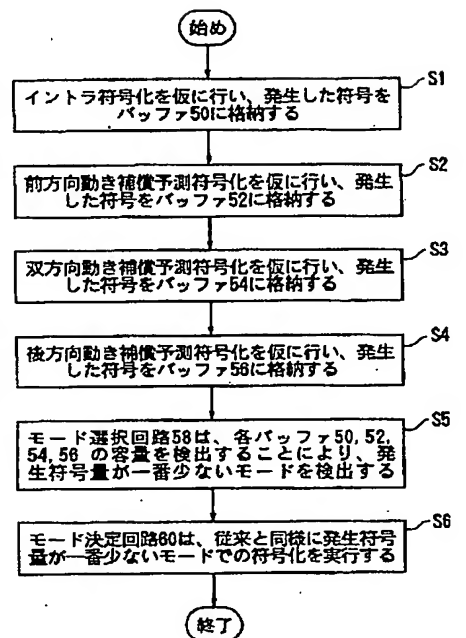 始め
S1
イントラ符号化を仮に行い、発生した符号を
バッファ50に格納する
S2
前方向動き補償予測符号化を仮に行い、発生
した符号をバッファ52に格納する
S3
双方向動き補償予測符号化を仮に行い、発生
した符号をバッファ54に格納する
S4
後方向動き補償予測符号化を仮に行い、発生
した符号をバッファ56に格納する
S5
モード選択回路58は、各バッファ50,52,
54,56 の容量を検出することにより、発
生符号量が一番少ないモードを検出する
S6
モード決定回路60は、従来と同様に発生符号
量が一番少ないモードでの符号化を実行する
終了